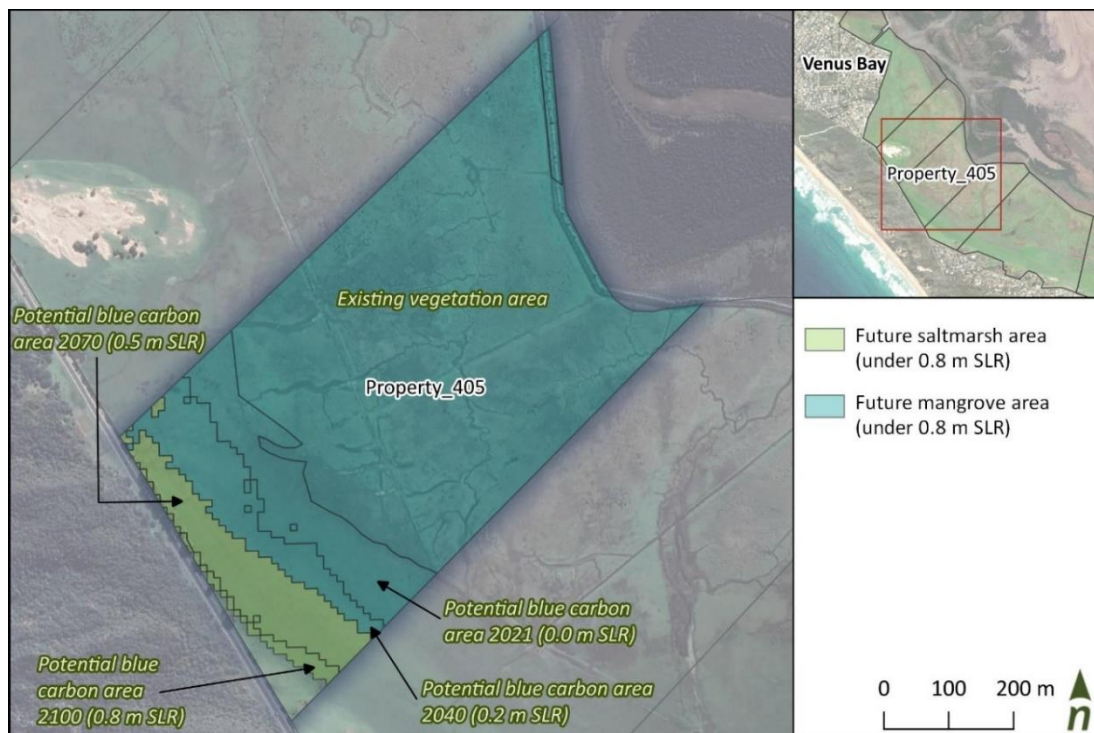 Existing vegetation area
Potential blue carbon
area 2070 (0.5 m SLR)
Property_405
Potential blue carbon
area 2021 (0.0 m SLR)
Potential blue
carbon area
2100 (0.8 m SLR)
Potential blue carbon area
2040 (0.2 m SLR)
Venus Bay
Property_405
Future saltmarsh area
(under 0.8 m SLR)
Future mangrove area
(under 0.8 m SLR)
0 100 200 m
n